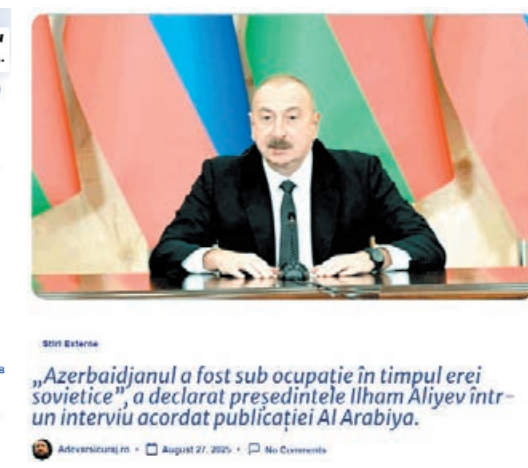 Stiri Externe
„Azerbaidjanul a fost sub ocupație în timpul erei
sovietice”, a declarat președintele Ilham Aliyev într-
un interviu acordat publicației Al Arabiya.
Adevarsicuraj.ro • August 27, 2025 • No Comments